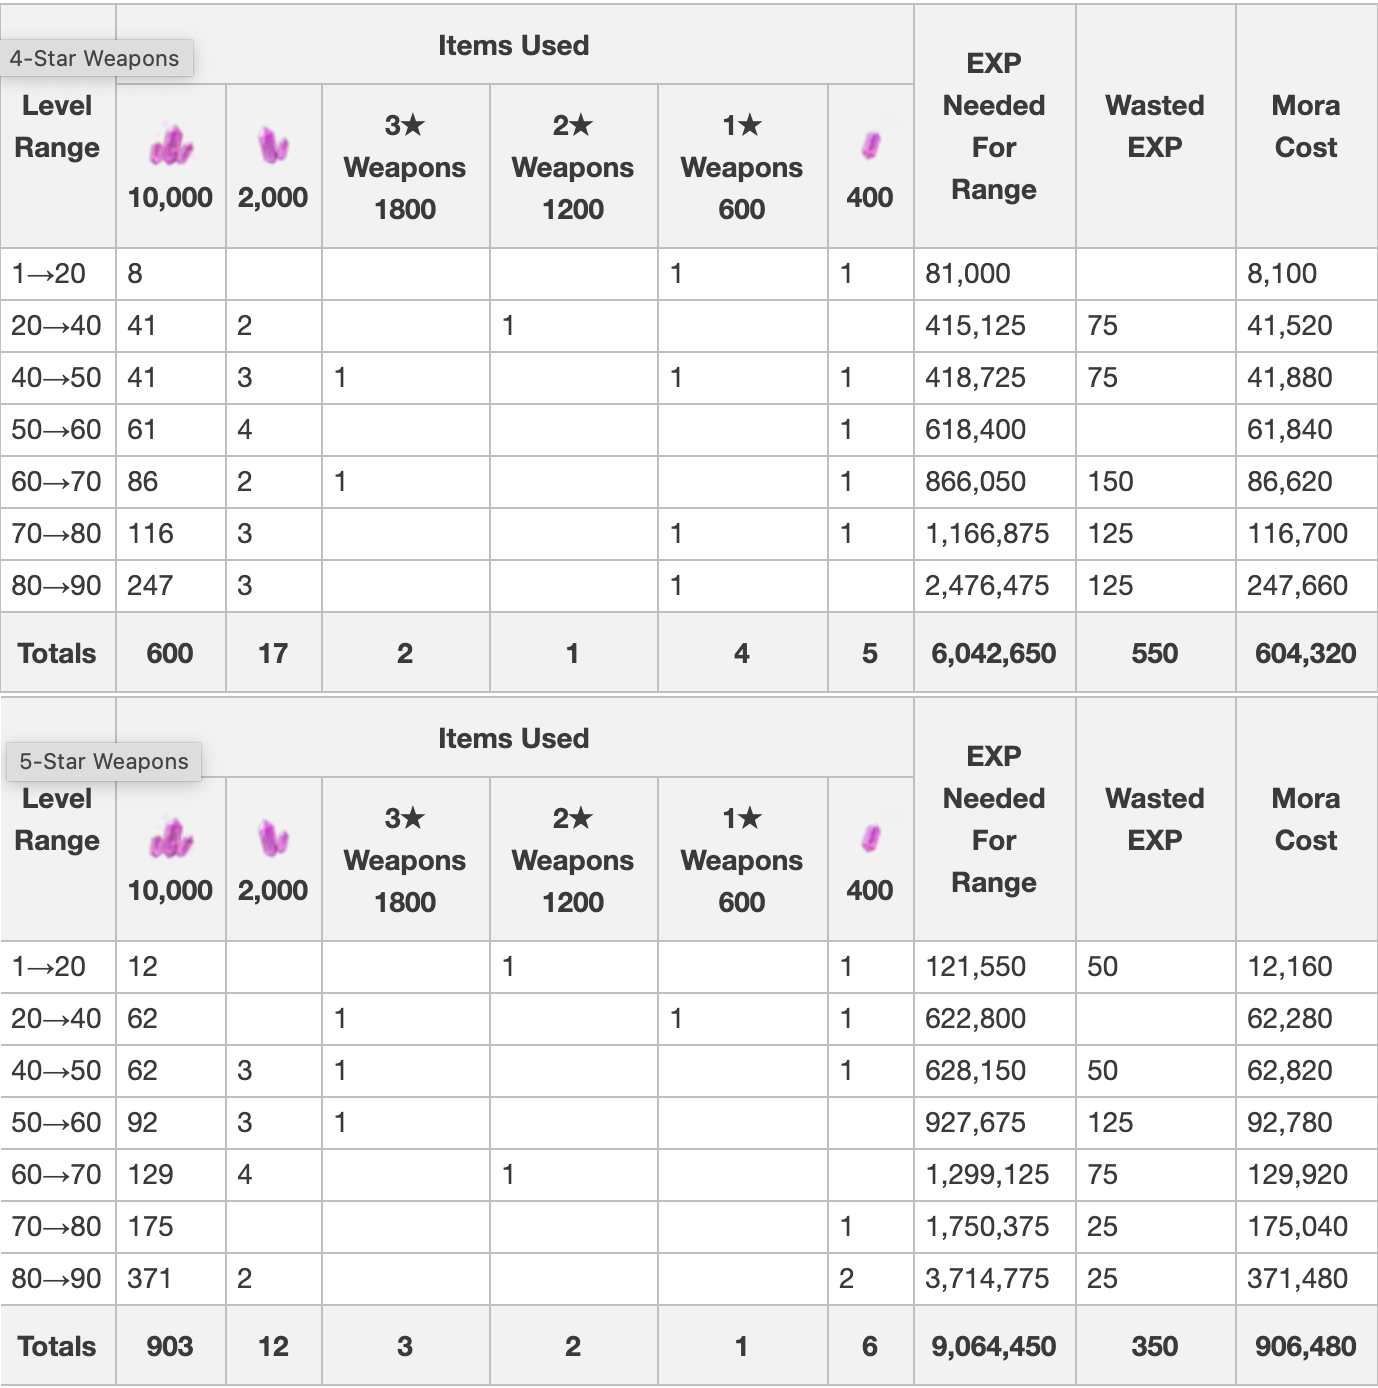 4-Star Weapons
Level Range Items Used EXP Needed For Range Wasted EXP Mora Cost
10,000 2,000 3★ Weapons 1800 2★ Weapons 1200 1★ Weapons 600 400
1→20 8 1 1 81,000 8,100
20→40 41 2 1 415,125 75 41,520
40→50 41 3 1 1 1 418,725 75 41,880
50→60 61 4 1 618,400 61,840
60→70 86 2 1 1 866,050 150 86,620
70→80 116 3 1 1 1,166,875 125 116,700
80→90 247 3 1 2,476,475 125 247,660
Totals 600 17 2 1 4 5 6,042,650 550 604,320
5-Star Weapons
Level Range Items Used EXP Needed For Range Wasted EXP Mora Cost
10,000 2,000 3★ Weapons 1800 2★ Weapons 1200 1★ Weapons 600 400
1→20 12 1 1 121,550 50 12,160
20→40 62 1 1 1 622,800 62,280
40→50 62 3 1 1 628,150 50 62,820
50→60 92 3 1 927,675 125 92,780
60→70 129 4 1 1,299,125 75 129,920
70→80 175 1 1,750,375 25 175,040
80→90 371 2 2 3,714,775 25 371,480
Totals 903 12 3 2 1 6 9,064,450 350 906,480